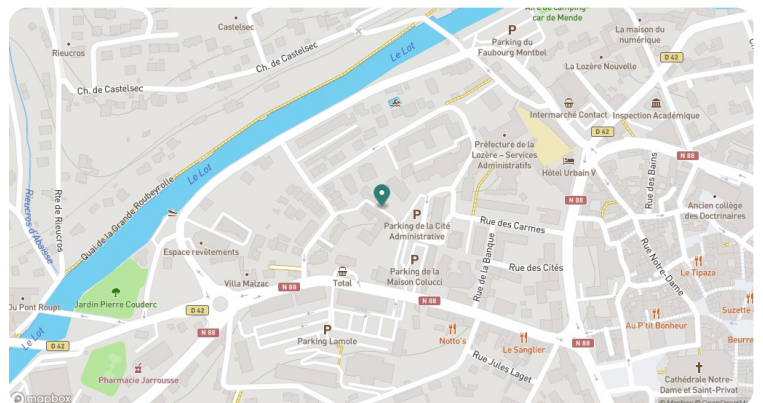 Aire de camping-
car de Mende
Castelsec
La maison du
numérique
Rieucros
Parking du
Faubourg Montbel
Le Lot
D 42
Ch. de Castelsec
La Lozère Nouvelle
Ch. de Castelsec
Intermarché Contact
Inspection Académique
D 42
Préfecture de la
Lozère – Services
Administratifs
N 88
Hôtel Urbain V
Le Lot
Rue des Bains
Rieucros d'Abaïsse
Rte de Rieucros
Quai de la Grande Roubeyrolle
N 88
Ancien collège
des Doctrinaires
P
Parking de la Cité
Administrative
Rue des Carmes
Rue Notre-Dame
Espace revêtements
Rue de la Banque
Rue des Cités
Le Tipaza
Parking de la
Maison Colucci
Villa Malzac
N 88
Total
Du Pont Roupt
Jardin Pierre Couderc
N 88
D 42
Suzette
Au P'tit Bonheur
N 88
Le Lot
Parking Lamole
Notto's
Le Sanglier
N 88
Beurre
D 42
Rue Jules Laget
Pharmacie Jarrousse
Cathédrale Notre-
Dame et Saint-Privat
mapbox
© Mapbox © OpenStreetM